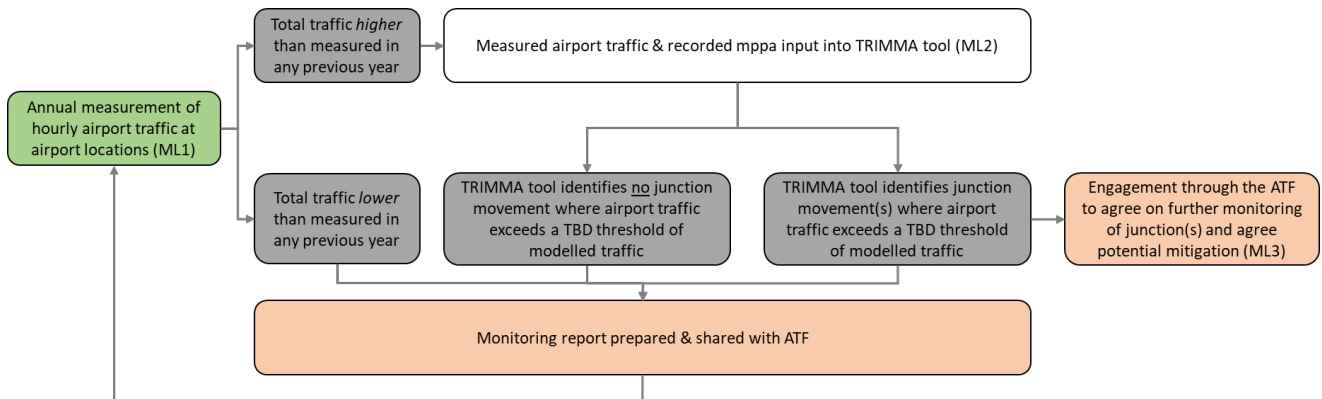 Total traffic higher
than measured in
any previous year
Measured airport traffic & recorded mppa input into TRIMMA tool (ML2)
Annual measurement of
hourly airport traffic at
airport locations (ML1)
Total traffic lower
than measured in
any previous year
TRIMMA tool identifies no junction
movement where airport traffic
exceeds a TBD threshold of
modelled traffic
TRIMMA tool identifies junction
movement(s) where airport
traffic exceeds a TBD threshold
of modelled traffic
Engagement through the ATF
to agree on further monitoring
of junction(s) and agree
potential mitigation (ML3)
Monitoring report prepared & shared with ATF